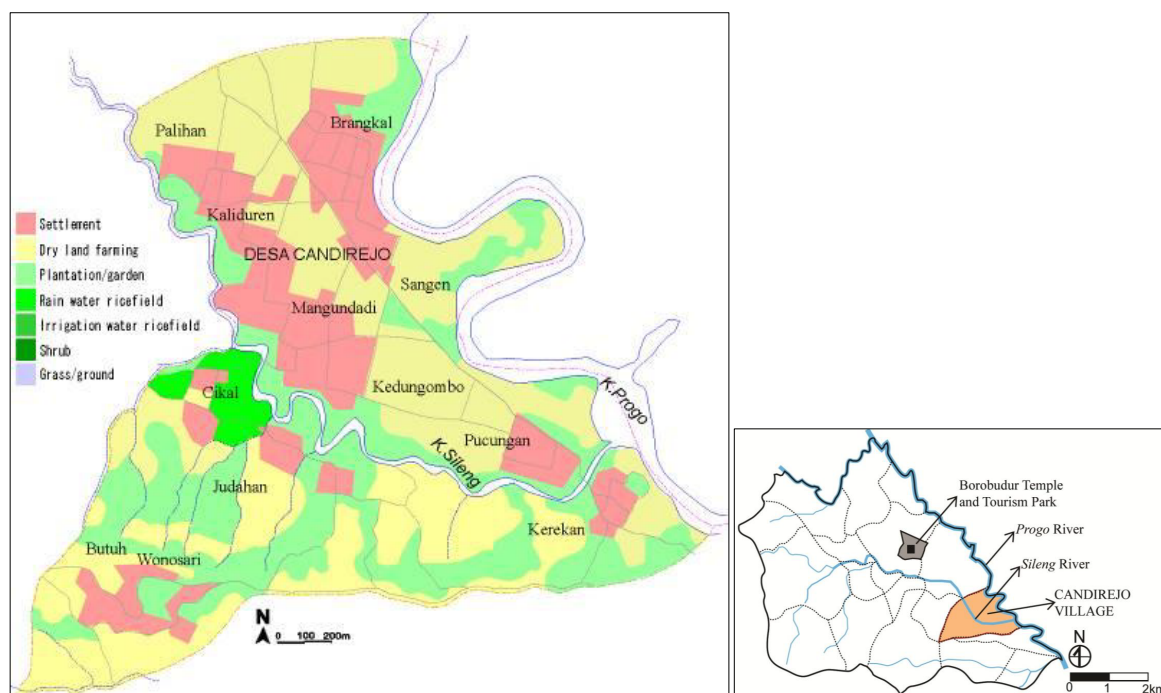 Palihan
Brangkal
Kaliduren
DESA CANDIREJO
Sangen
Mangundadi
Settlement
Dry land farming
Plantation/garden
Rain water ricefield
Irrigation water ricefield
Shrub
Grass/ground
Cikal
Kedungombo
K.Progo
Pucungan
K.Sileng
Judahan
Kerekan
Butuh
Wonosari
N
0 100 200m
Borobudur Temple
and Tourism Park
Progo River
Sileng River
CANDIREJO
VILLAGE
N
0 1 2km